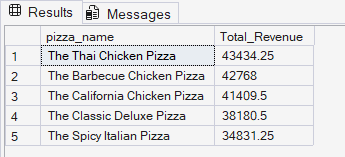 Results Messages
pizza_name Total_Revenue
1 The Thai Chicken Pizza 43434.25
2 The Barbecue Chicken Pizza 42768
3 The California Chicken Pizza 41409.5
4 The Classic Deluxe Pizza 38180.5
5 The Spicy Italian Pizza 34831.25